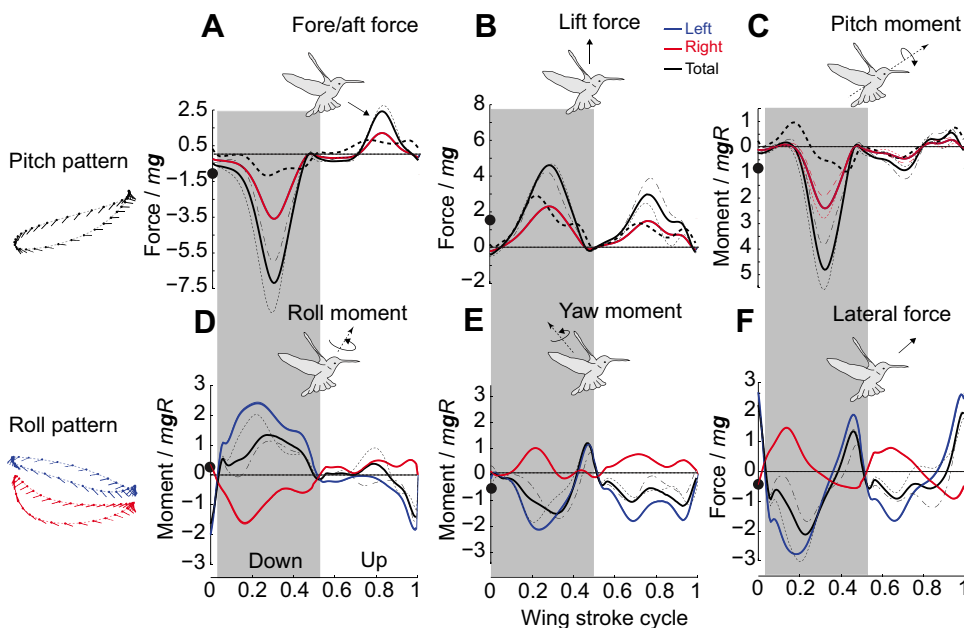 A Fore/aft force
B Lift force
Left
Right
Total
C Pitch moment
Pitch pattern
Force / mg
2.5
0.5
−1.5
−3.5
−5.5
−7.5
Force / mg
8
6
4
2
0
−2
Moment / mgR
1
0
1
2
3
4
5
D Roll moment
E Yaw moment
F Lateral force
Roll pattern
Moment / mgR
3
2
1
0
−1
−2
−3
Down
Up
0 0.2 0.4 0.6 0.8 1
Moment / mgR
3
2
1
0
−1
−2
−3
0 0.2 0.4 0.6 0.8 1
Force / mg
3
2
1
0
−1
−2
−3
0 0.2 0.4 0.6 0.8 1
Wing stroke cycle